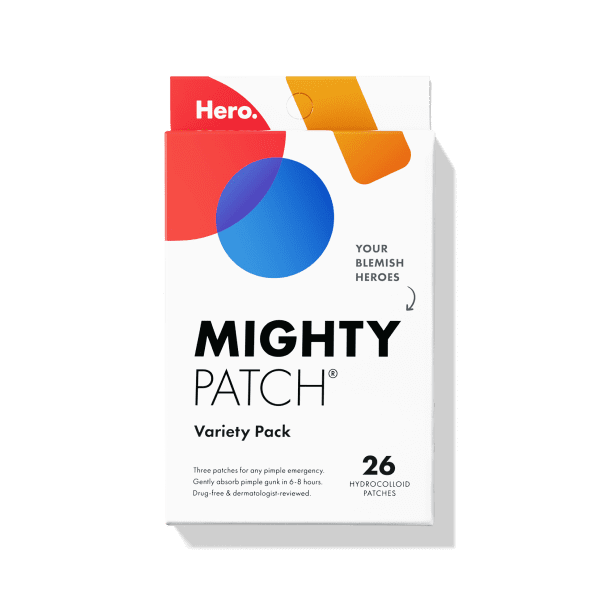 Hero.
YOUR
BLEMISH
HEROES
MIGHTY
PATCH®
Variety Pack
Three patches for any pimple emergency.
Gently absorb pimple gunk in 6-8 hours.
Drug-free & dermatologist-reviewed.
26
HYDROCOLLOID
PATCHES